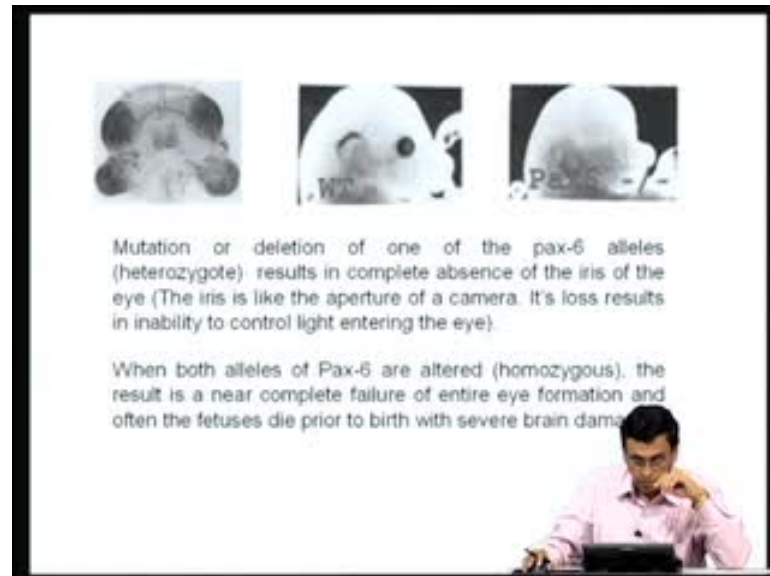 WT
Pax6 -/-
Mutation or deletion of one of the pax-6 alleles
(heterozygote) results in complete absence of the iris of the
eye (The iris is like the aperture of a camera. It's loss results
in inability to control light entering the eye).
When both alleles of Pax-6 are altered (homozygous), the
result is a near complete failure of entire eye formation and
often the fetuses die prior to birth with severe brain dama